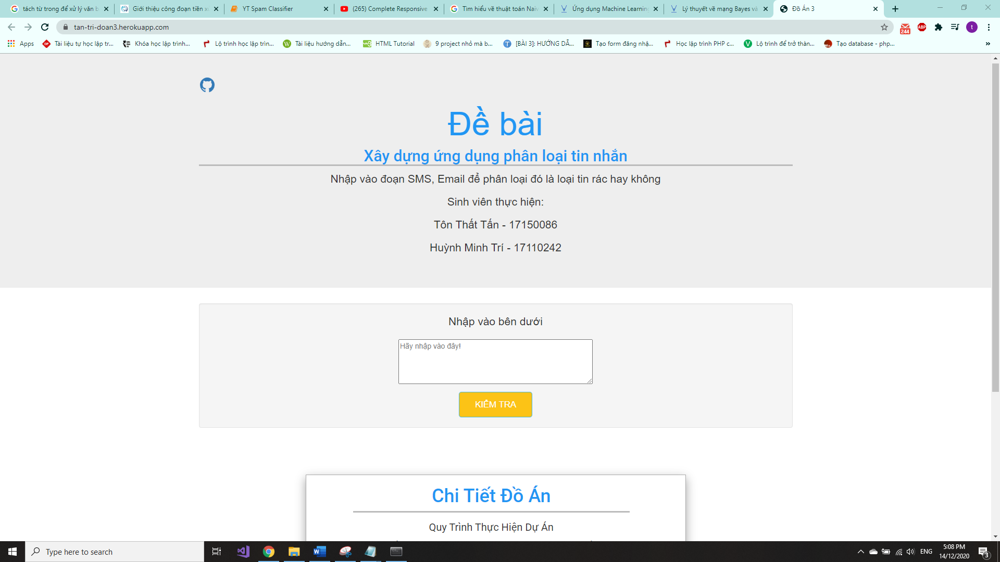 tách từ trong để xử lý văn b
Giới thiệu công đoạn tiền x
YT Spam Classifier
(265) Complete Responsive
Tìm hiểu về thuật toán Naiv
Ứng dụng Machine Learning
Lý thuyết về mạng Bayes và
Đồ Án 3
tan-tri-doan3.herokuapp.com
244
ABP
t
Apps
Tài liệu tự học lập tr...
Khóa học lập trình...
Lộ trình học lập trìn...
Tài liệu hướng dẫn...
HTML Tutorial
9 project nhỏ mà b...
[BÀI 3]: HƯỚNG DẪ...
Tạo form đăng nhậ...
Học lập trình PHP c...
Lộ trình để trở thàn...
Tạo database - php...
»
Đề bài
Xây dựng ứng dụng phân loại tin nhắn
Nhập vào đoạn SMS, Email để phân loại đó là loại tin rác hay không
Sinh viên thực hiện:
Tôn Thất Tấn - 17150086
Huỳnh Minh Trí - 17110242
Nhập vào bên dưới
Hãy nhập vào đây!
KIỂM TRA
Chi Tiết Đồ Án
Quy Trình Thực Hiện Dự Án
Type here to search
ENG
5:08 PM
14/12/2020
3